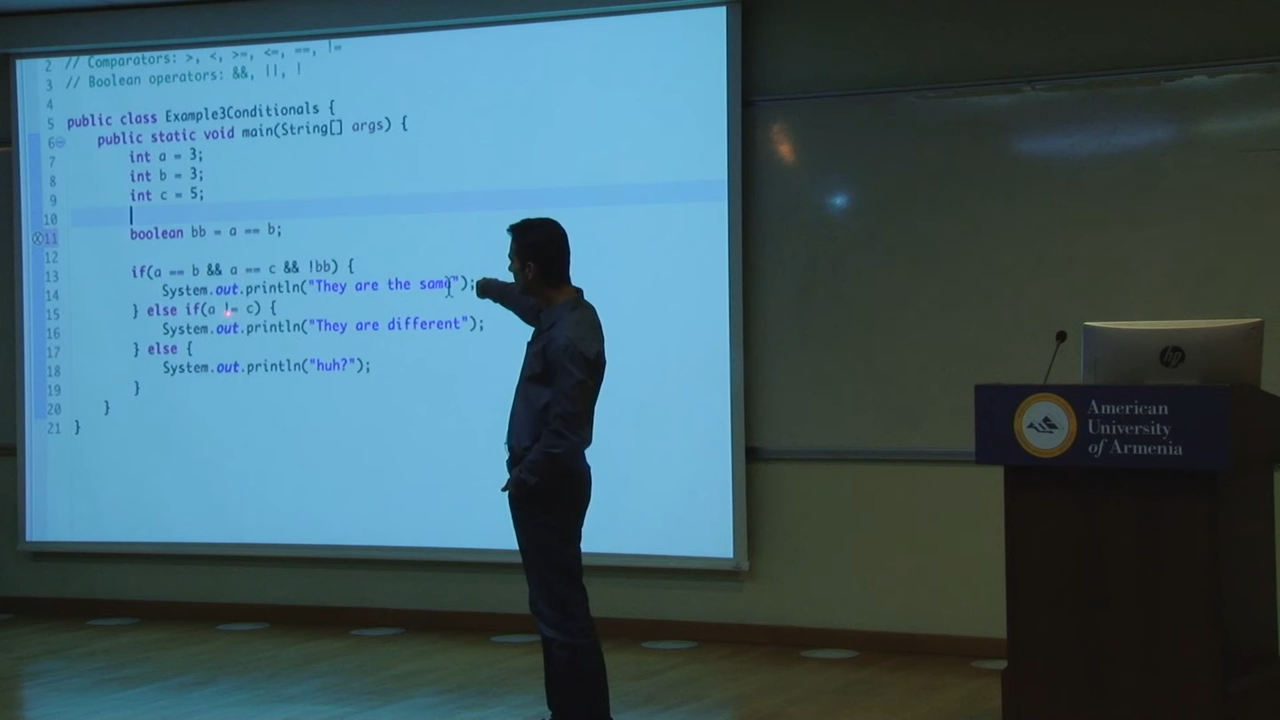 2 // Comparators: >, <, >=, <=, ==, !=
3 // Boolean operators: &&, ||, |
4
5 public class Example3Conditionals {
6 public static void main(String[] args) {
7 int a = 3;
8 int b = 3;
9 int c = 5;
10
11 boolean bb = a == b;
12
13 if(a == b && a == c && !bb) {
14 System.out.println("They are the same");
15 } else if(a != c) {
16 System.out.println("They are different");
17 } else {
18 System.out.println("huh?");
19 }
20 }
21 }
hp
American
University
of Armenia